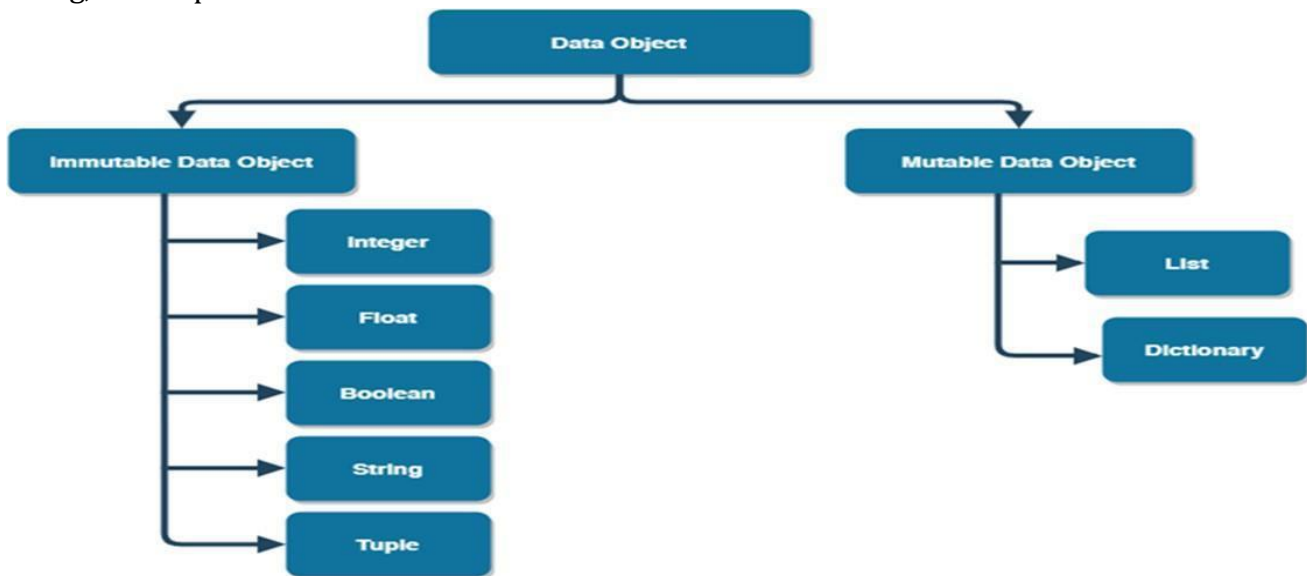 Data Object
Immutable Data Object
Mutable Data Object
Integer
Float
Boolean
String
Tuple
List
Dictionary